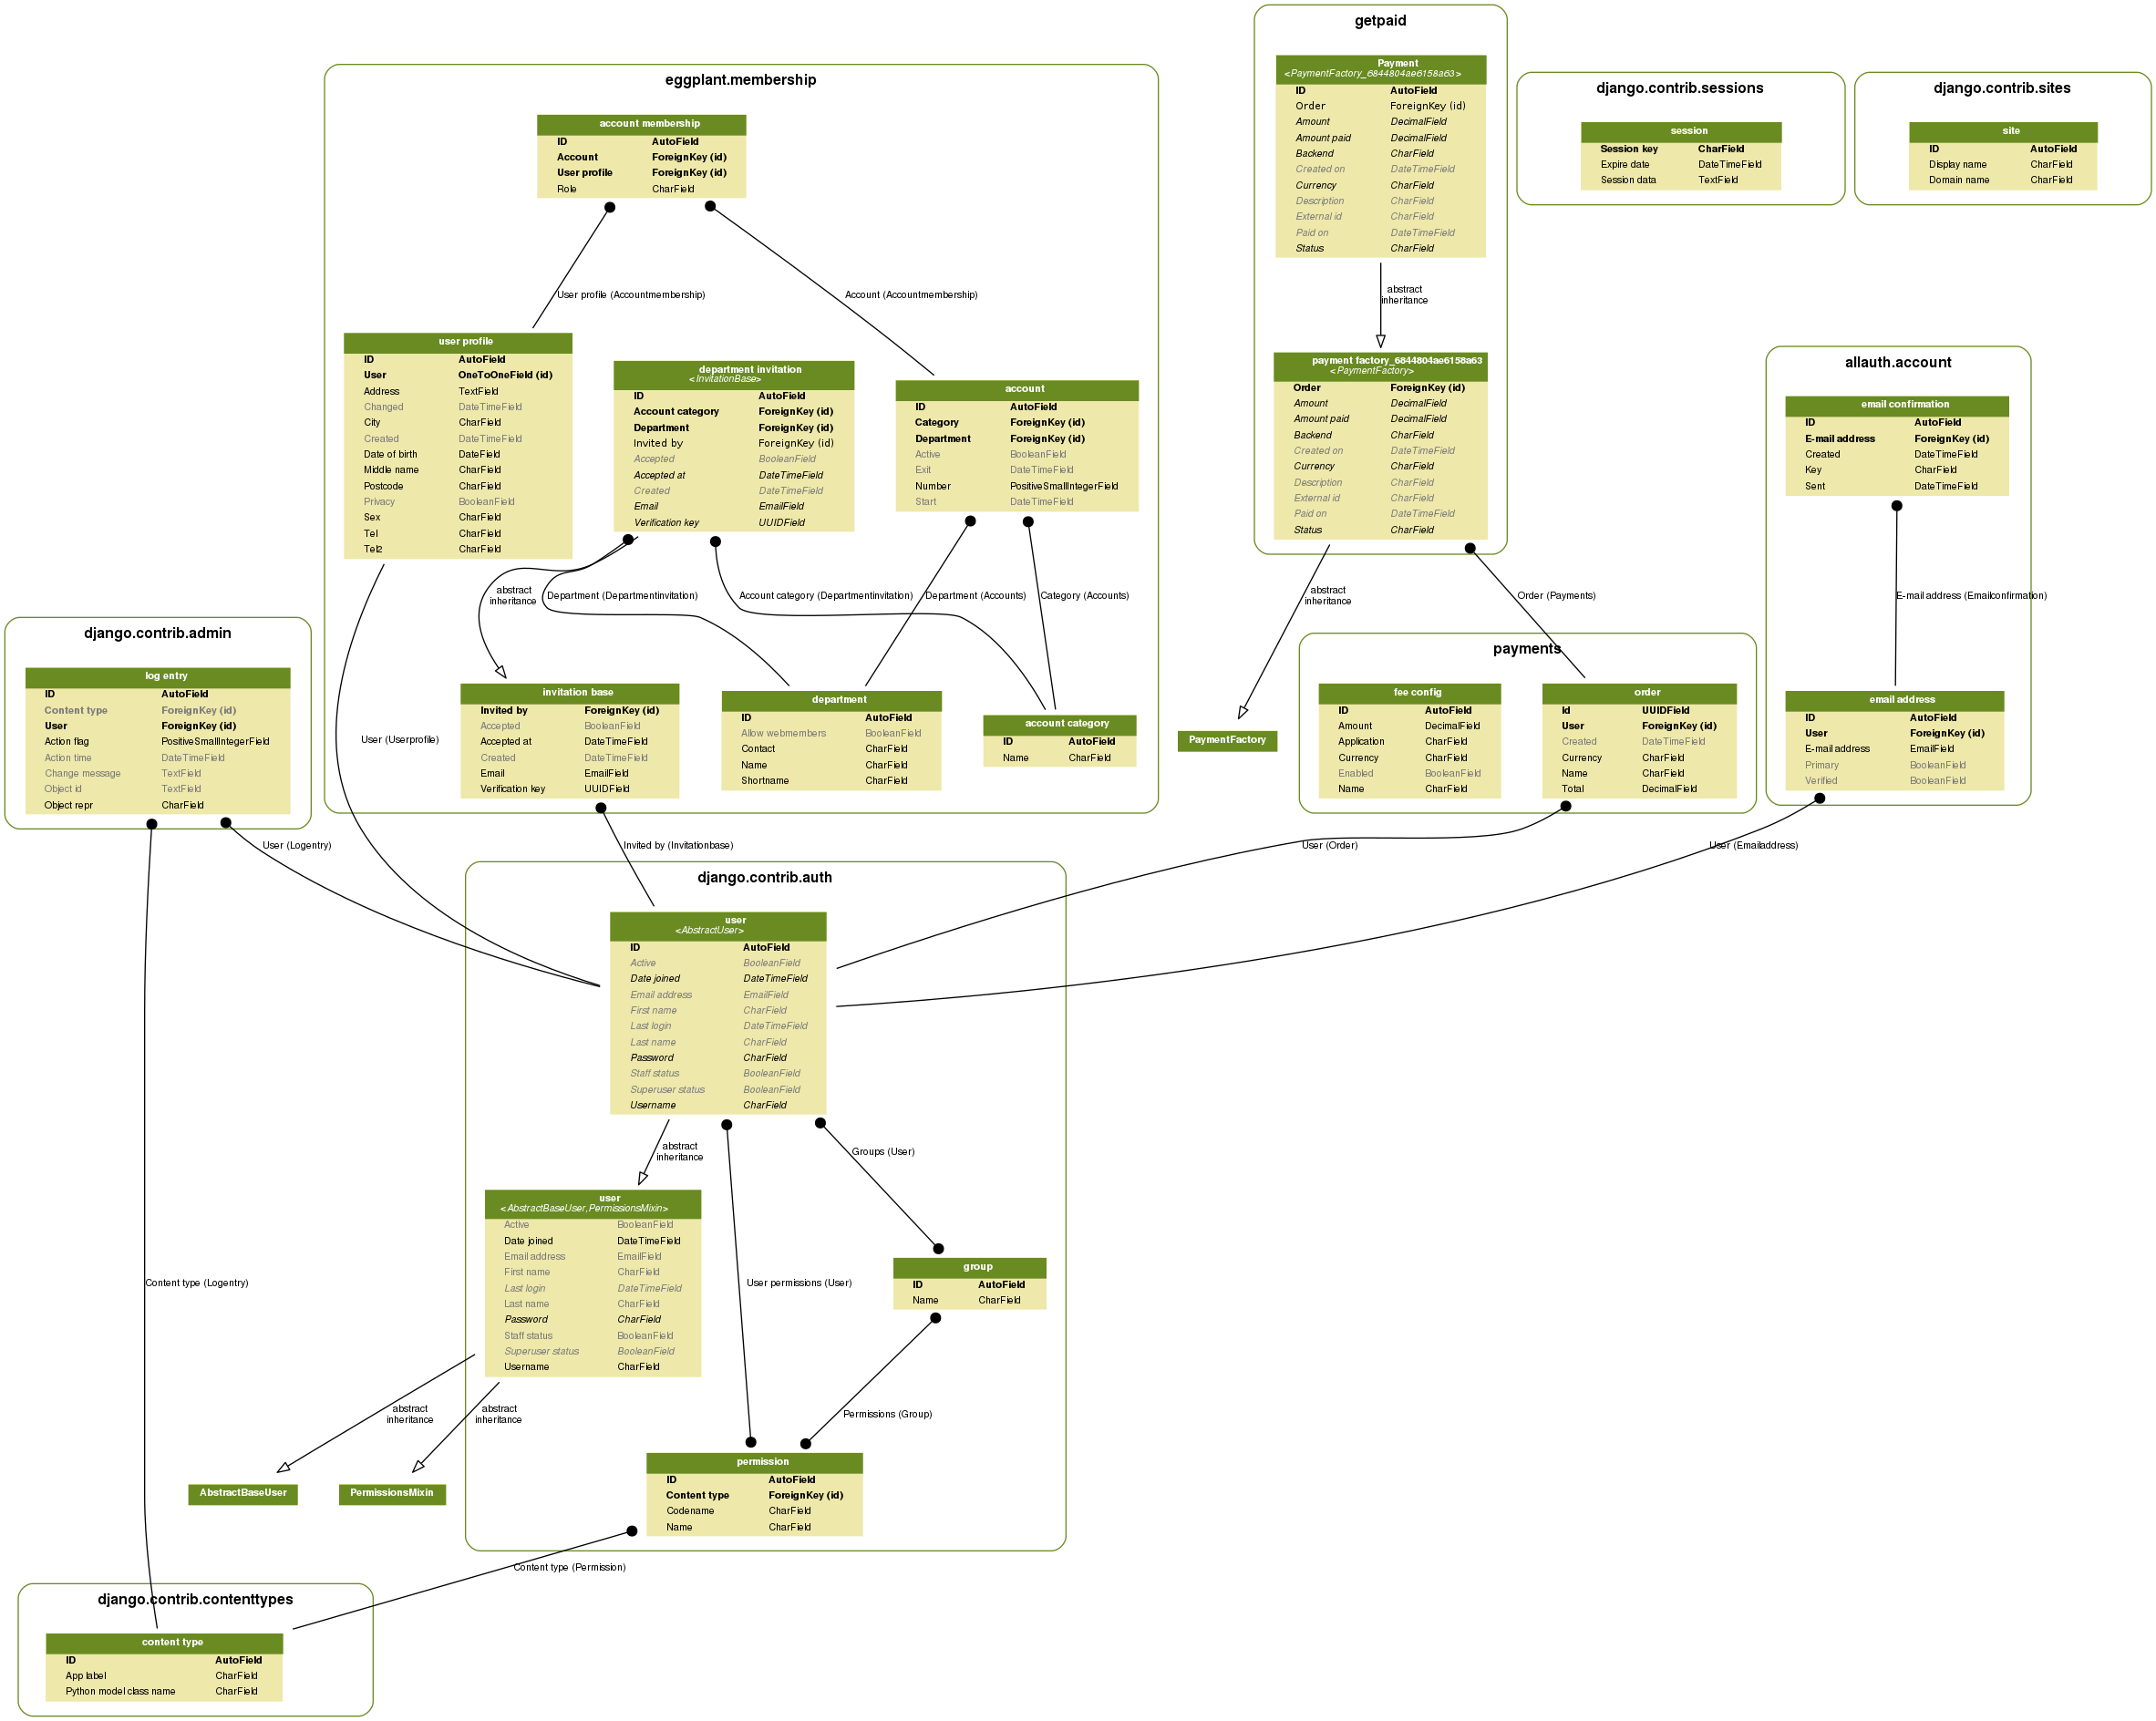 getpaid
Payment
<PaymentFactory_6844804ae6158a63>
ID AutoField
Order ForeignKey (id)
Amount DecimalField
Amount paid DecimalField
Backend CharField
Created on DateTimeField
Currency CharField
Description CharField
External id CharField
Paid on DateTimeField
Status CharField
abstract
inheritance
payment factory_6844804ae6158a63
<PaymentFactory>
Order ForeignKey (id)
Amount DecimalField
Amount paid DecimalField
Backend CharField
Created on DateTimeField
Currency CharField
Description CharField
External id CharField
Paid on DateTimeField
Status CharField
eggplant.membership
account membership
ID AutoField
Account ForeignKey (id)
User profile ForeignKey (id)
Role CharField
User profile (Accountmembership)
Account (Accountmembership)
user profile
ID AutoField
User OneToOneField (id)
Address TextField
Changed DateTimeField
City CharField
Created DateTimeField
Date of birth DateField
Middle name CharField
Postcode CharField
Privacy BooleanField
Sex CharField
Tel CharField
Tel2 CharField
department invitation
<InvitationBase>
ID AutoField
Account category ForeignKey (id)
Department ForeignKey (id)
Invited by ForeignKey (id)
Accepted BooleanField
Accepted at DateTimeField
Created DateTimeField
Email EmailField
Verification key UUIDField
account
ID AutoField
Category ForeignKey (id)
Department ForeignKey (id)
Active BooleanField
Exit DateTimeField
Number PositiveSmallIntegerField
Start DateTimeField
abstract
inheritance
Department (Departmentinvitation)
Account category (Departmentinvitation)
Department (Accounts)
Category (Accounts)
invitation base
Invited by ForeignKey (id)
Accepted BooleanField
Accepted at DateTimeField
Created DateTimeField
Email EmailField
Verification key UUIDField
department
ID AutoField
Allow webmembers BooleanField
Contact CharField
Name CharField
Shortname CharField
account category
ID AutoField
Name CharField
django.contrib.sessions
session
Session key CharField
Expire date DateTimeField
Session data TextField
django.contrib.sites
site
ID AutoField
Display name CharField
Domain name CharField
allauth.account
email confirmation
ID AutoField
E-mail address ForeignKey (id)
Created DateTimeField
Key CharField
Sent DateTimeField
E-mail address (Emailconfirmation)
email address
ID AutoField
User ForeignKey (id)
E-mail address EmailField
Primary BooleanField
Verified BooleanField
abstract
inheritance
Order (Payments)
PaymentFactory
payments
fee config
ID AutoField
Amount DecimalField
Application CharField
Currency CharField
Enabled BooleanField
Name CharField
order
Id UUIDField
User ForeignKey (id)
Created DateTimeField
Currency CharField
Name CharField
Total DecimalField
django.contrib.admin
log entry
ID AutoField
Content type ForeignKey (id)
User ForeignKey (id)
Action flag PositiveSmallIntegerField
Action time DateTimeField
Change message TextField
Object id TextField
Object repr CharField
User (Userprofile)
User (Logentry)
Invited by (Invitationbase)
User (Order)
User (Emailaddress)
django.contrib.auth
user
<AbstractUser>
ID AutoField
Active BooleanField
Date joined DateTimeField
Email address EmailField
First name CharField
Last login DateTimeField
Last name CharField
Password CharField
Staff status BooleanField
Superuser status BooleanField
Username CharField
abstract
inheritance
Groups (User)
user
<AbstractBaseUser,PermissionsMixin>
Active BooleanField
Date joined DateTimeField
Email address EmailField
First name CharField
Last login DateTimeField
Last name CharField
Password CharField
Staff status BooleanField
Superuser status BooleanField
Username CharField
User permissions (User)
group
ID AutoField
Name CharField
Content type (Logentry)
abstract
inheritance
abstract
inheritance
Permissions (Group)
AbstractBaseUser
PermissionsMixin
permission
ID AutoField
Content type ForeignKey (id)
Codename CharField
Name CharField
Content type (Permission)
django.contrib.contenttypes
content type
ID AutoField
App label CharField
Python model class name CharField